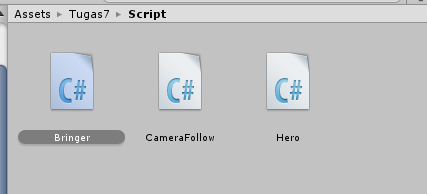 Assets ▸ Tugas7 ▸ Script
C# C# C#
Bringer CameraFollow Hero